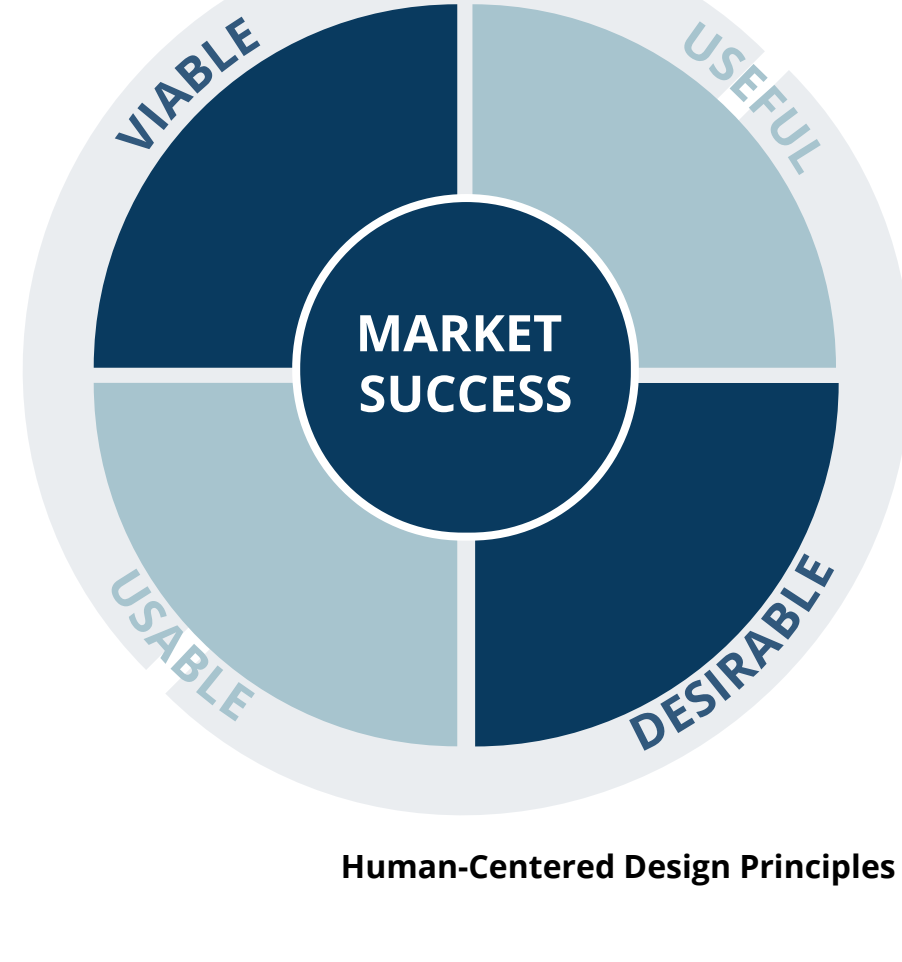 VIABLE
USEFUL
MARKET
SUCCESS
USABLE
DESIRABLE
Human-Centered Design Principles